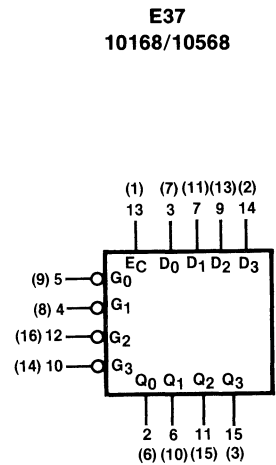 E37
10168/10568
(1) (7) (11) (13) (2)
13 3 7 9 14
EC D0 D1 D2 D3
(9) 5 G0
(8) 4 G1
(16) 12 G2
(14) 10 G3
Q0 Q1 Q2 Q3
2 6 11 15
(6) (10) (15) (3)